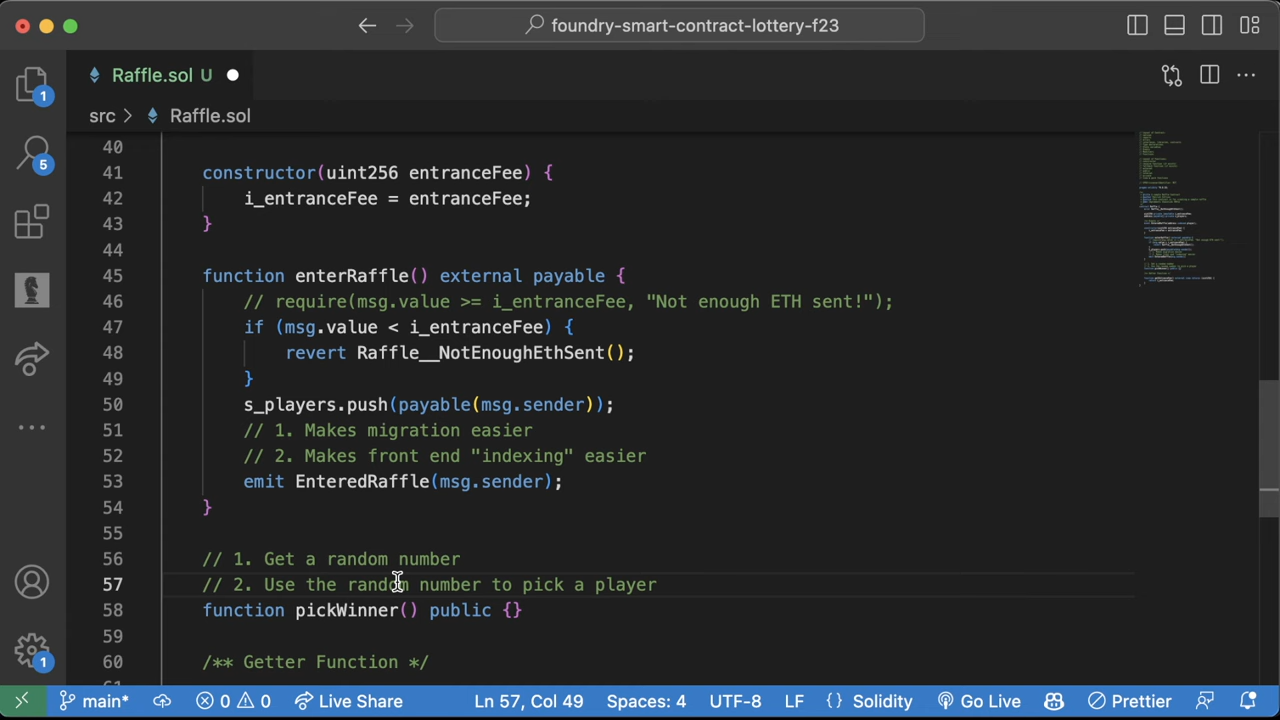 foundry-smart-contract-lottery-f23
Raffle.sol U
src > Raffle.sol
1
5
1
40
41 constructor(uint256 entranceFee) {
42 i_entranceFee = entranceFee;
43 }
44
45 function enterRaffle() external payable {
46 // require(msg.value >= i_entranceFee, "Not enough ETH sent!");
47 if (msg.value < i_entranceFee) {
48 revert Raffle__NotEnoughEthSent();
49 }
50 s_players.push(payable(msg.sender));
51 // 1. Makes migration easier
52 // 2. Makes front end "indexing" easier
53 emit EnteredRaffle(msg.sender);
54 }
55
56 // 1. Get a random number
57 // 2. Use the random number to pick a player
58 function pickWinner() public {}
59
60 /** Getter Function */
main* 0 0 Live Share Ln 57, Col 49 Spaces: 4 UTF-8 LF {} Solidity Go Live Prettier